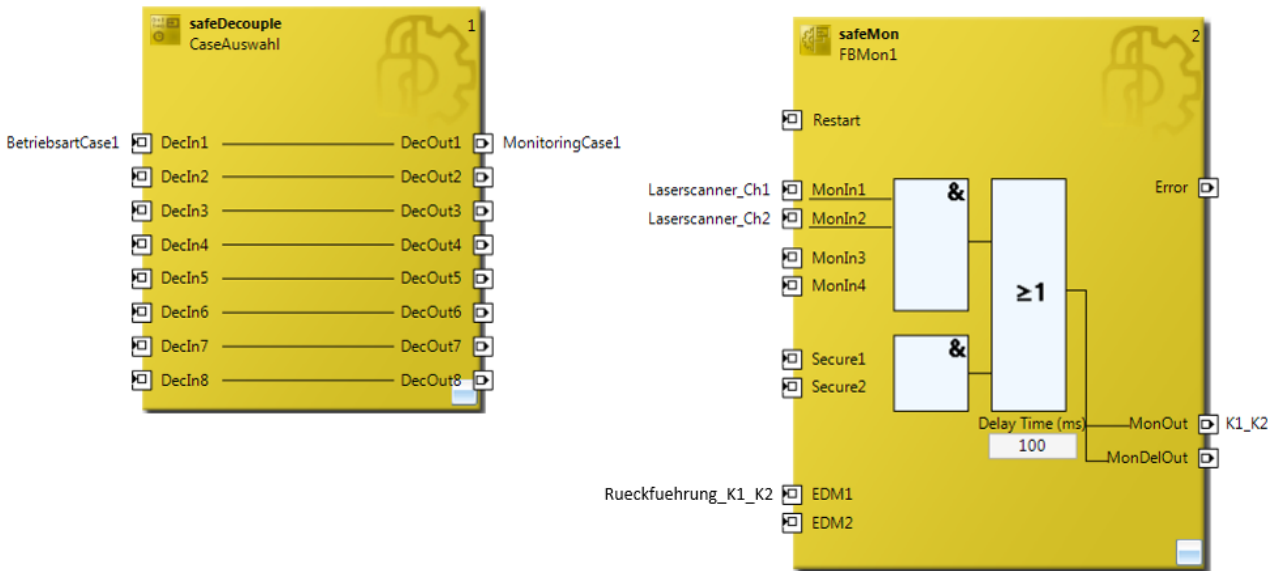 safeDecouple 1
CaseAuswahl
BetriebsartCase1 DecIn1 DecOut1 MonitoringCase1
DecIn2 DecOut2
DecIn3 DecOut3
DecIn4 DecOut4
DecIn5 DecOut5
DecIn6 DecOut6
DecIn7 DecOut7
DecIn8 DecOut8
safeMon 2
FBMon1
Restart
Laserscanner_Ch1 MonIn1 & Error
Laserscanner_Ch2 MonIn2
MonIn3
MonIn4 ≥1
Secure1 &
Secure2
Delay Time (ms) MonOut K1_K2
100
MonDelOut
Rueckfuehrung_K1_K2 EDM1
EDM2